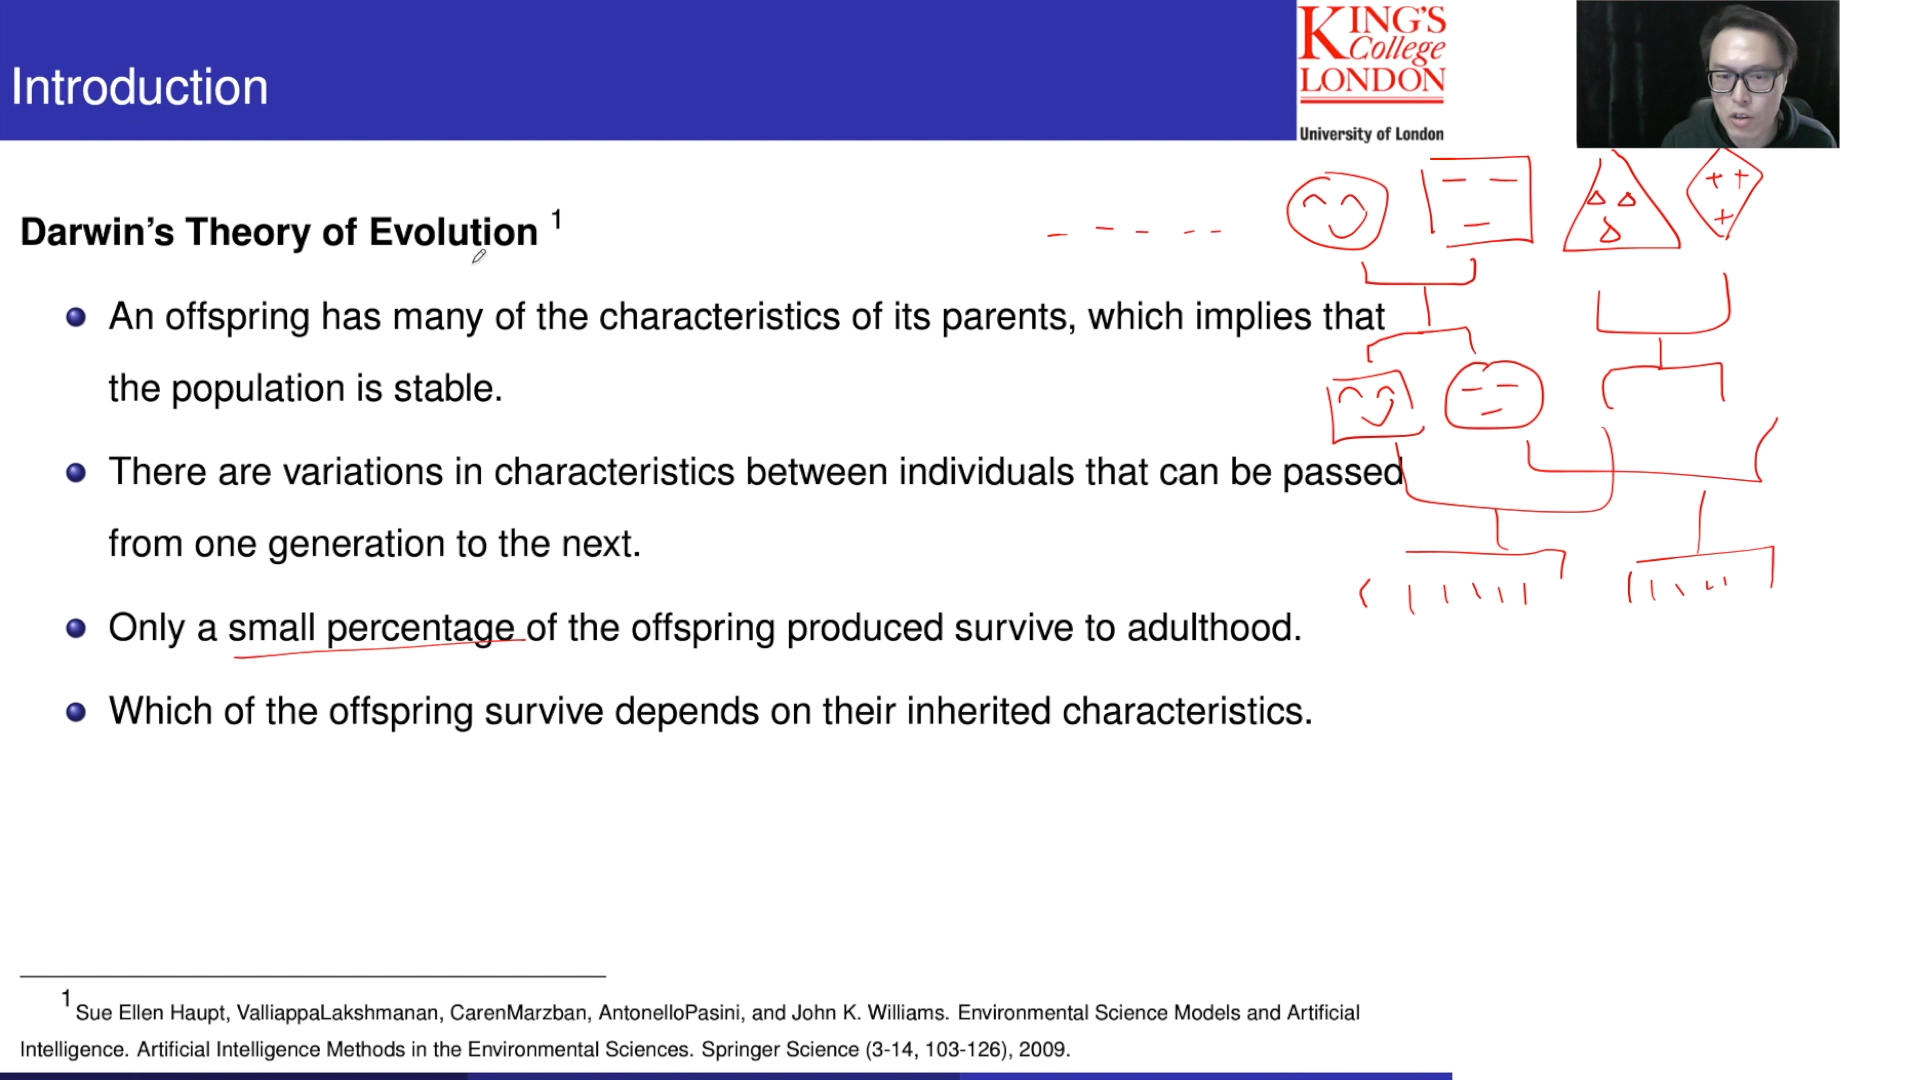 Introduction
KING'S
College
LONDON
University of London
Darwin's Theory of Evolution 1
An offspring has many of the characteristics of its parents, which implies that
the population is stable.
There are variations in characteristics between individuals that can be passed
from one generation to the next.
Only a small percentage of the offspring produced survive to adulthood.
Which of the offspring survive depends on their inherited characteristics.
1 Sue Ellen Haupt, ValliappaLakshmanan, CarenMarzban, AntonelloPasini, and John K. Williams. Environmental Science Models and Artificial
Intelligence. Artificial Intelligence Methods in the Environmental Sciences. Springer Science (3-14, 103-126), 2009.